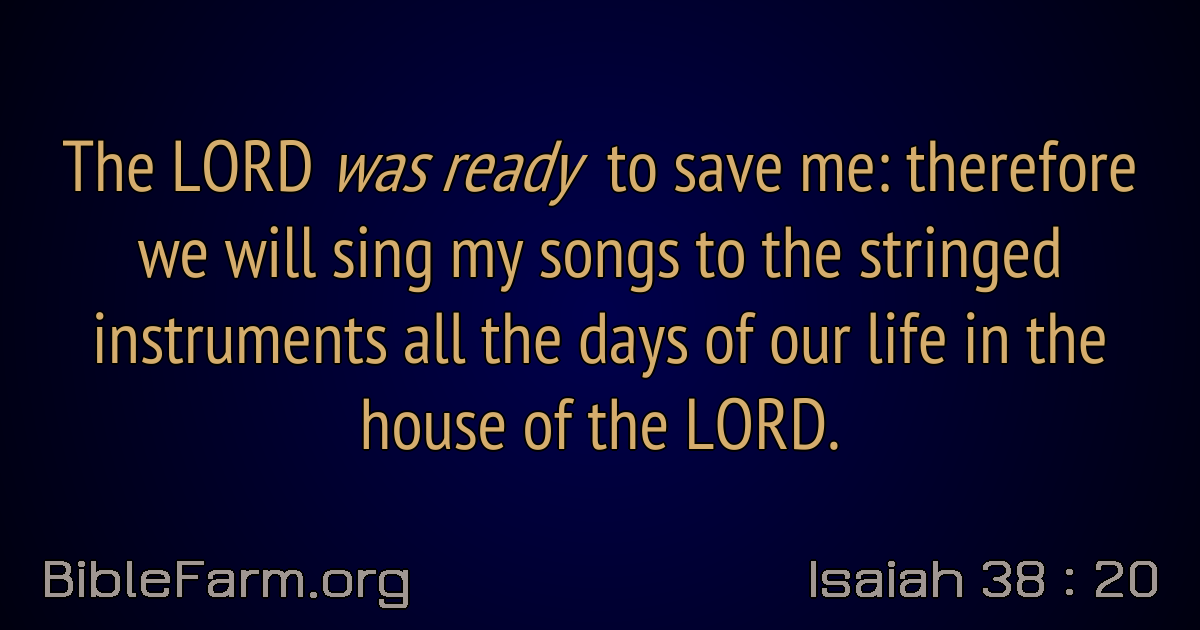 The LORD was ready to save me: therefore
we will sing my songs to the stringed
instruments all the days of our life in the
house of the LORD.
BibleFarm.org
Isaiah 38 : 20